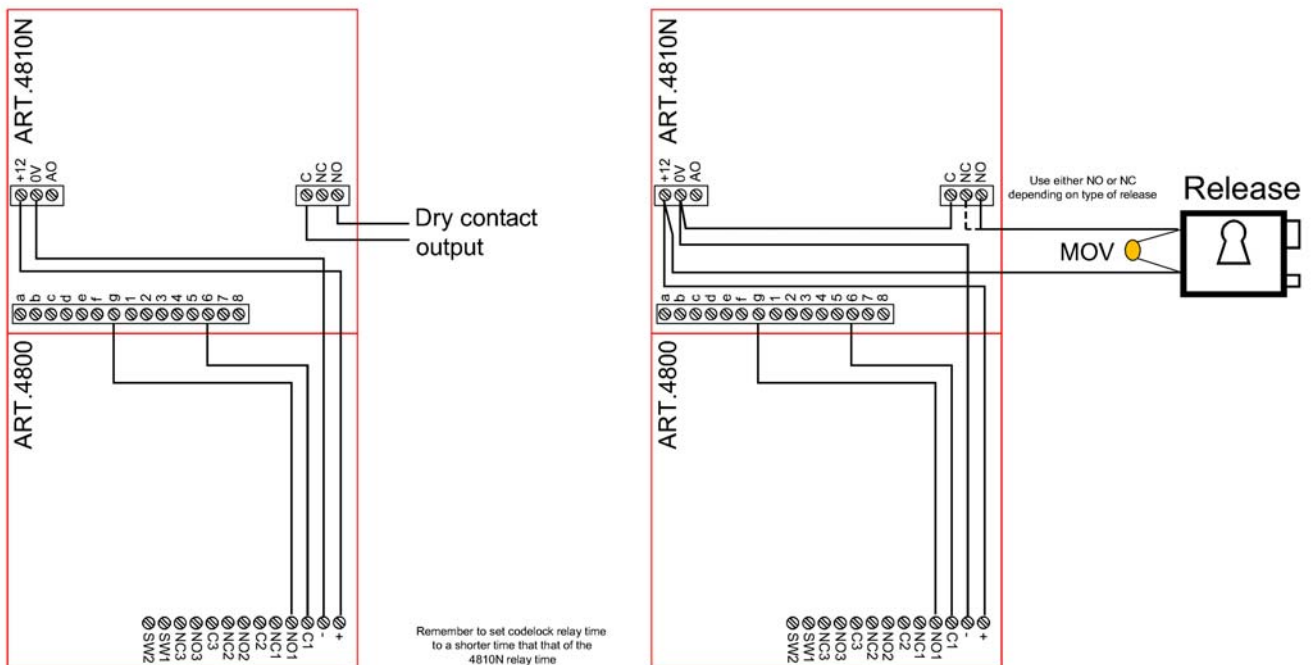 ART.4810N
+12
0V
AO
C
NC
NO
Dry contact
output
a
b
c
d
e
f
g
1
2
3
4
5
6
7
8
ART.4800
SW2
SW1
NC3
NO3
C3
NC2
NO2
C2
NC1
NO1
C1
-
+
Remember to set codelock relay time
to a shorter time that that of the
4810N relay time
ART.4810N
+12
0V
AO
C
NC
NO
Use either NO or NC
depending on type of release
Release
MOV
a
b
c
d
e
f
g
1
2
3
4
5
6
7
8
ART.4800
SW2
SW1
NC3
NO3
C3
NC2
NO2
C2
NC1
NO1
C1
-
+